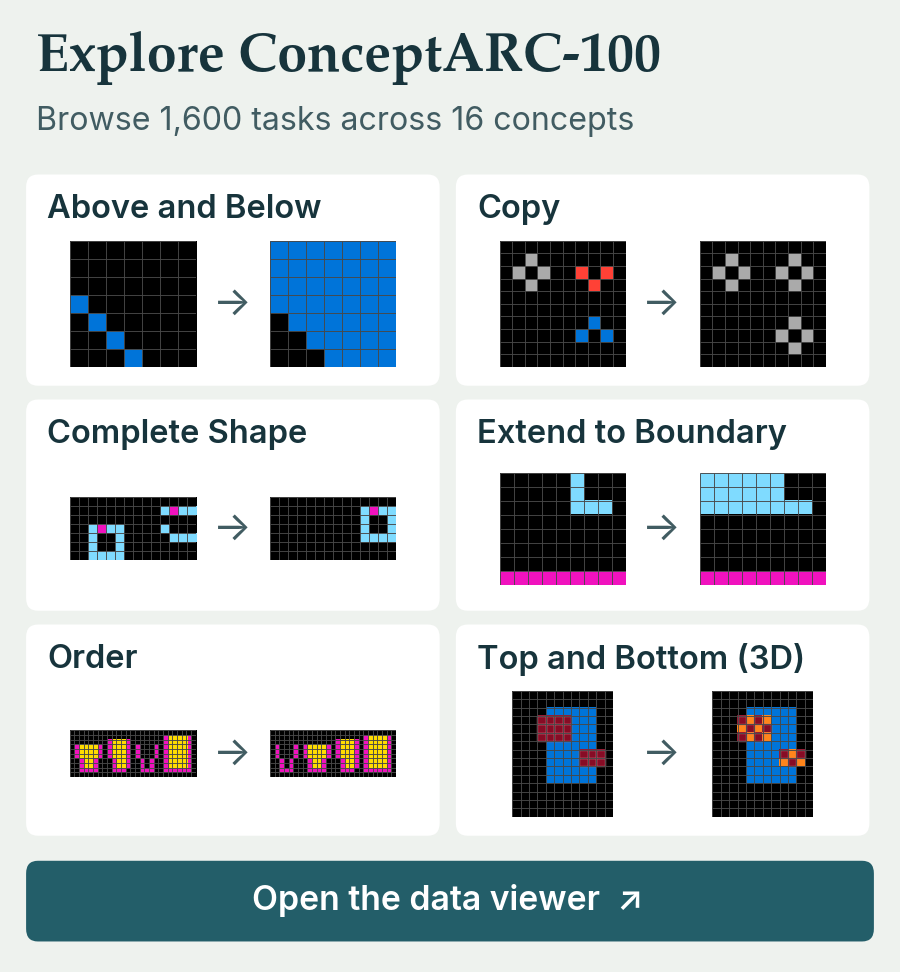 Explore ConceptARC-100
Browse 1,600 tasks across 16 concepts
Above and Below
Copy
→
→
Complete Shape
Extend to Boundary
→
→
Order
Top and Bottom (3D)
→
→
Open the data viewer ↗